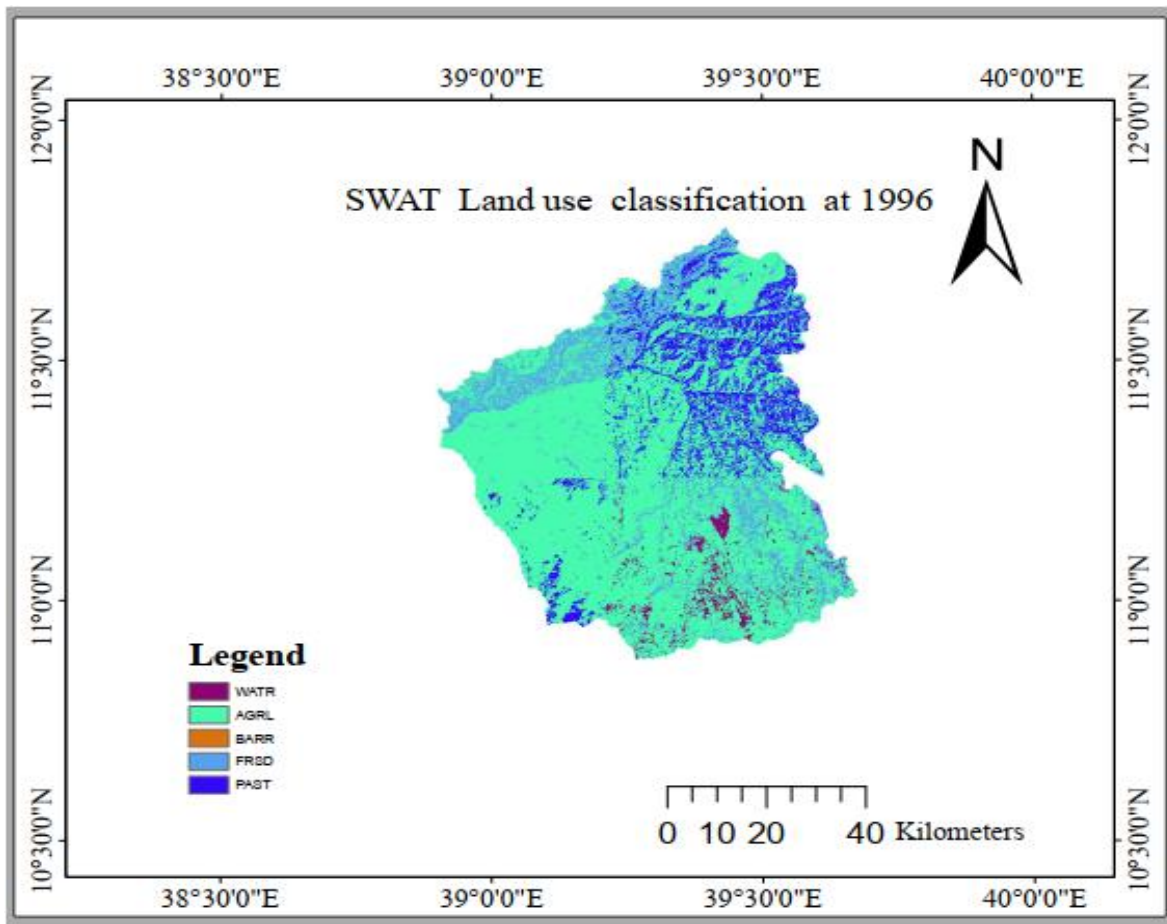 38°30'0"E 39°0'0"E 39°30'0"E 40°0'0"E
12°0'0"N 12°0'0"N
N
SWAT Land use classification at 1996
11°30'0"N 11°30'0"N
11°0'0"N 11°0'0"N
Legend
WATR
AGRL
BARR
FRSD
PAST
0 10 20 40 Kilometers
10°30'0"N 10°30'0"N
38°30'0"E 39°0'0"E 39°30'0"E 40°0'0"E